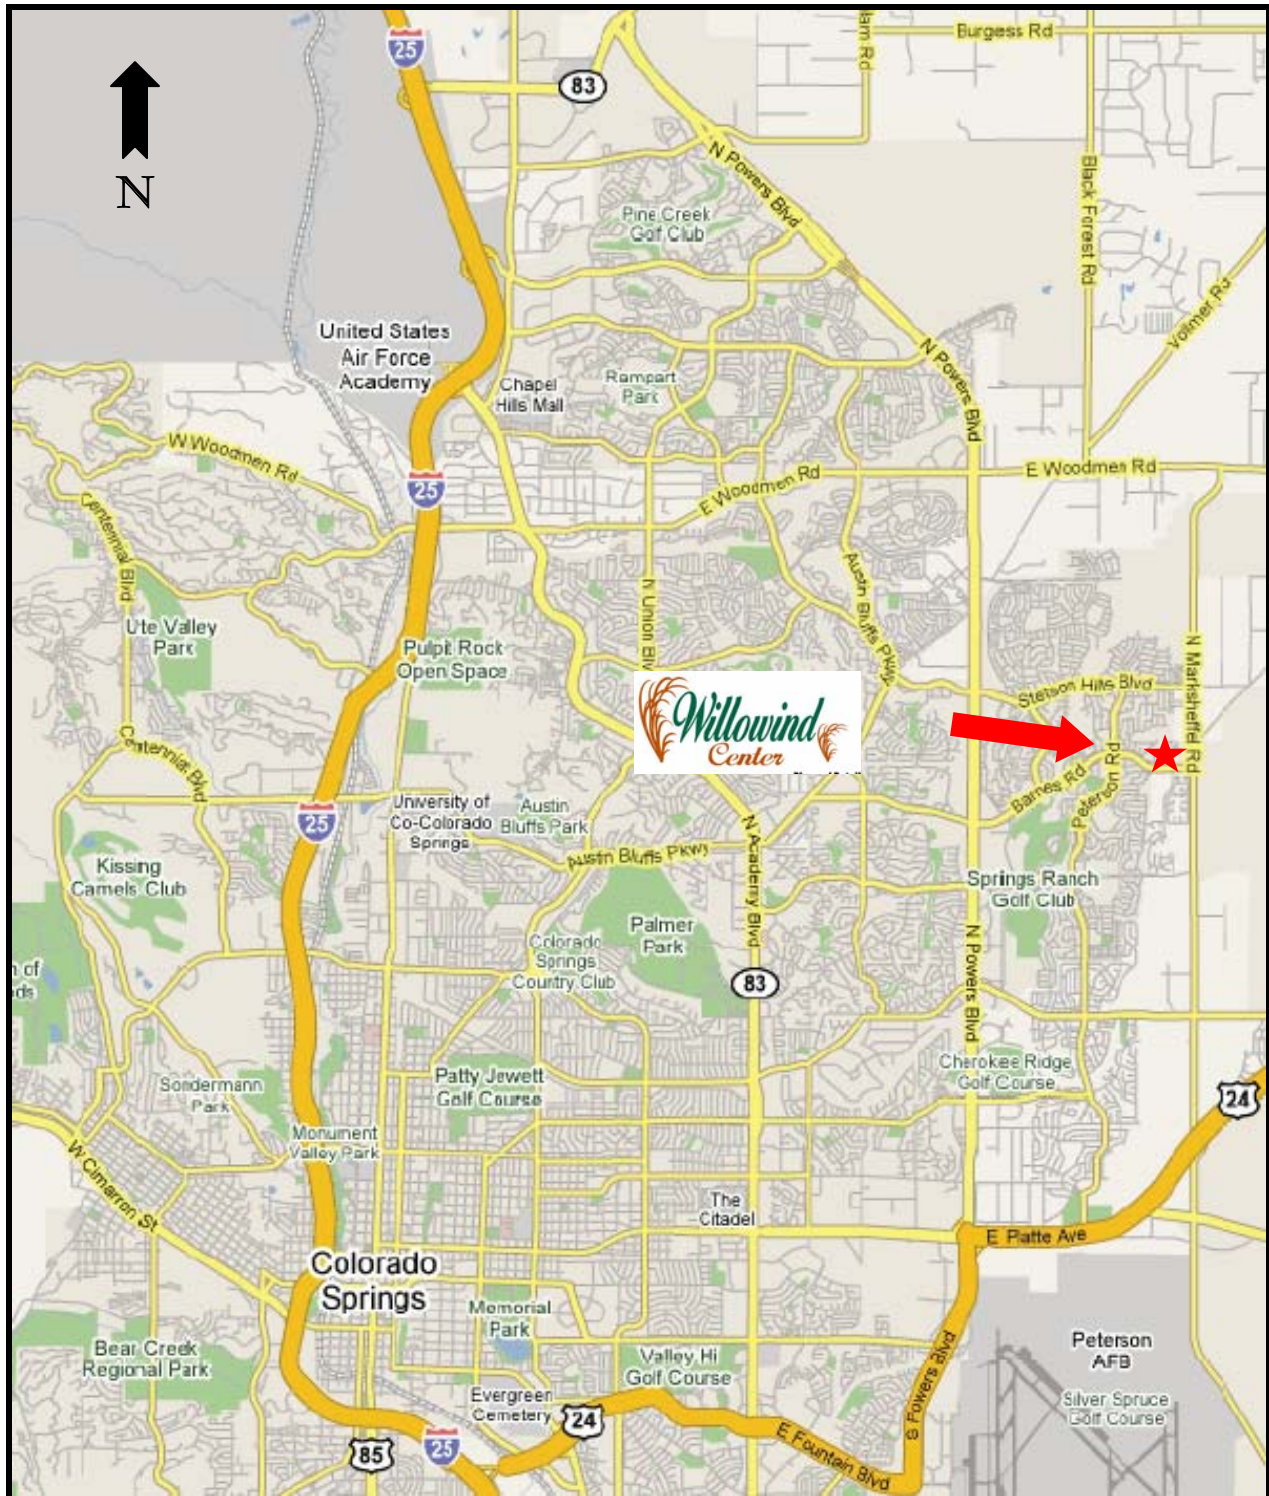 25
83
Burgess Rd
N
N Powers Blvd
Black Forest Rd
Pine Creek
Golf Club
Vollmer Rd
United States
Air Force
Academy
Chapel
Hills Mall
Rampart
Park
N Powers Blvd
W Woodmen Rd
25
E Woodmen Rd
E Woodmen Rd
Centennial Blvd
Austin Bluffs Pkwy
N Union Blv
Ute Valley
Park
Pulpit Rock
Open Space
N Marksheffel Rd
Stetson Hills Blvd
Willowind
Center
Centennial Blvd
Barnes Rd
Peterson Rd
25
University of
Co-Colorado
Springs
Austin
Bluffs Park
Austin Bluffs Pkwy
N Academy Blvd
Kissing
Camels Club
Springs Ranch
Golf Club
Palmer
Park
Colorado
Springs
Country Club
n of
ds
83
N Powers Blvd
Sondermann
Park
Patty Jewett
Golf Course
Cherokee Ridge
Golf Course
24
Monument
Valley Park
W Cimarron St
The
Citadel
E Platte Ave
Colorado
Springs
Memorial
Park
Bear Creek
Regional Park
Valley Hi
Golf Course
Peterson
AFB
S Powers Blvd
Evergreen
Cemetery
24
Silver Spruce
Golf Course
85
25
E Fountain Blvd